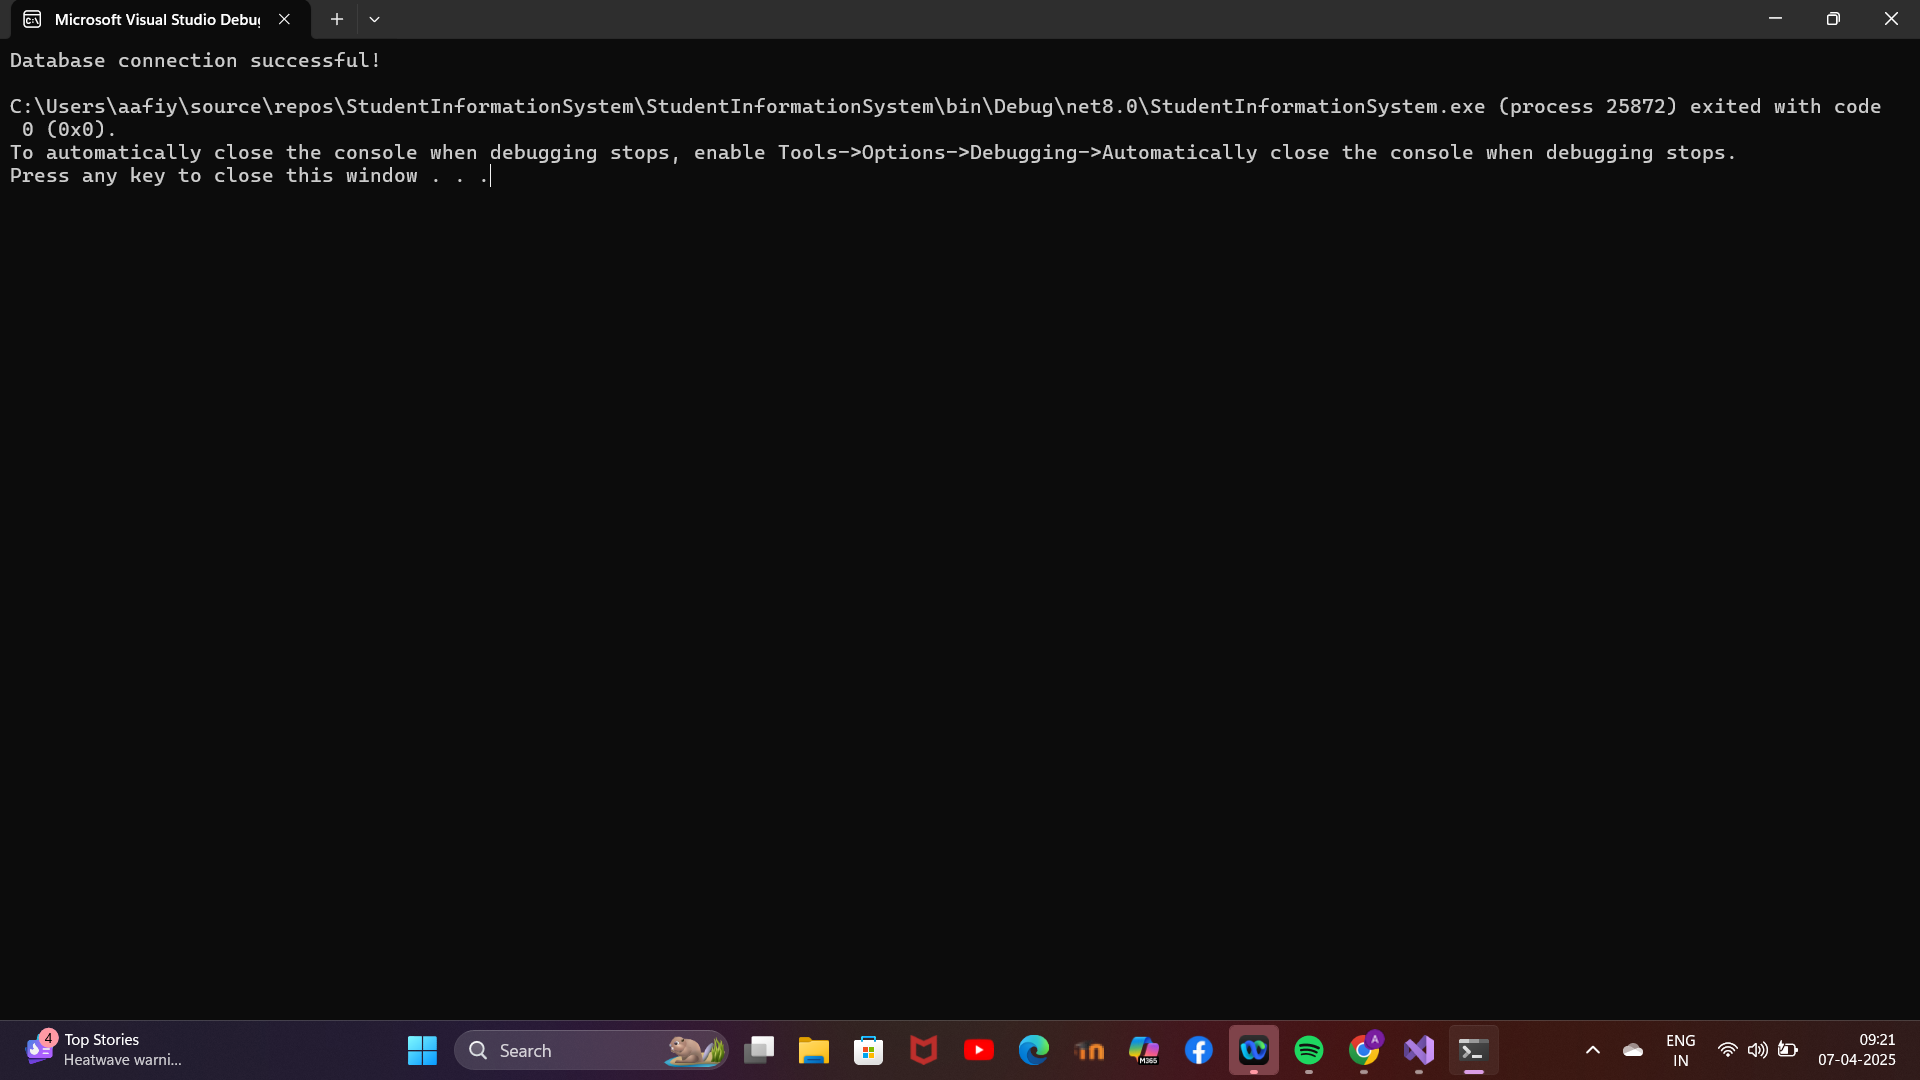 Microsoft Visual Studio Debu
Database connection successful!
C:\Users\aafiy\source\repos\StudentInformationSystem\StudentInformationSystem\bin\Debug\net8.0\StudentInformationSystem.exe (process 25872) exited with code
0 (0x0).
To automatically close the console when debugging stops, enable Tools->Options->Debugging->Automatically close the console when debugging stops.
Press any key to close this window . . .
4
Top Stories
Heatwave warni...
Search
M365
A
ENG
IN
09:21
07-04-2025